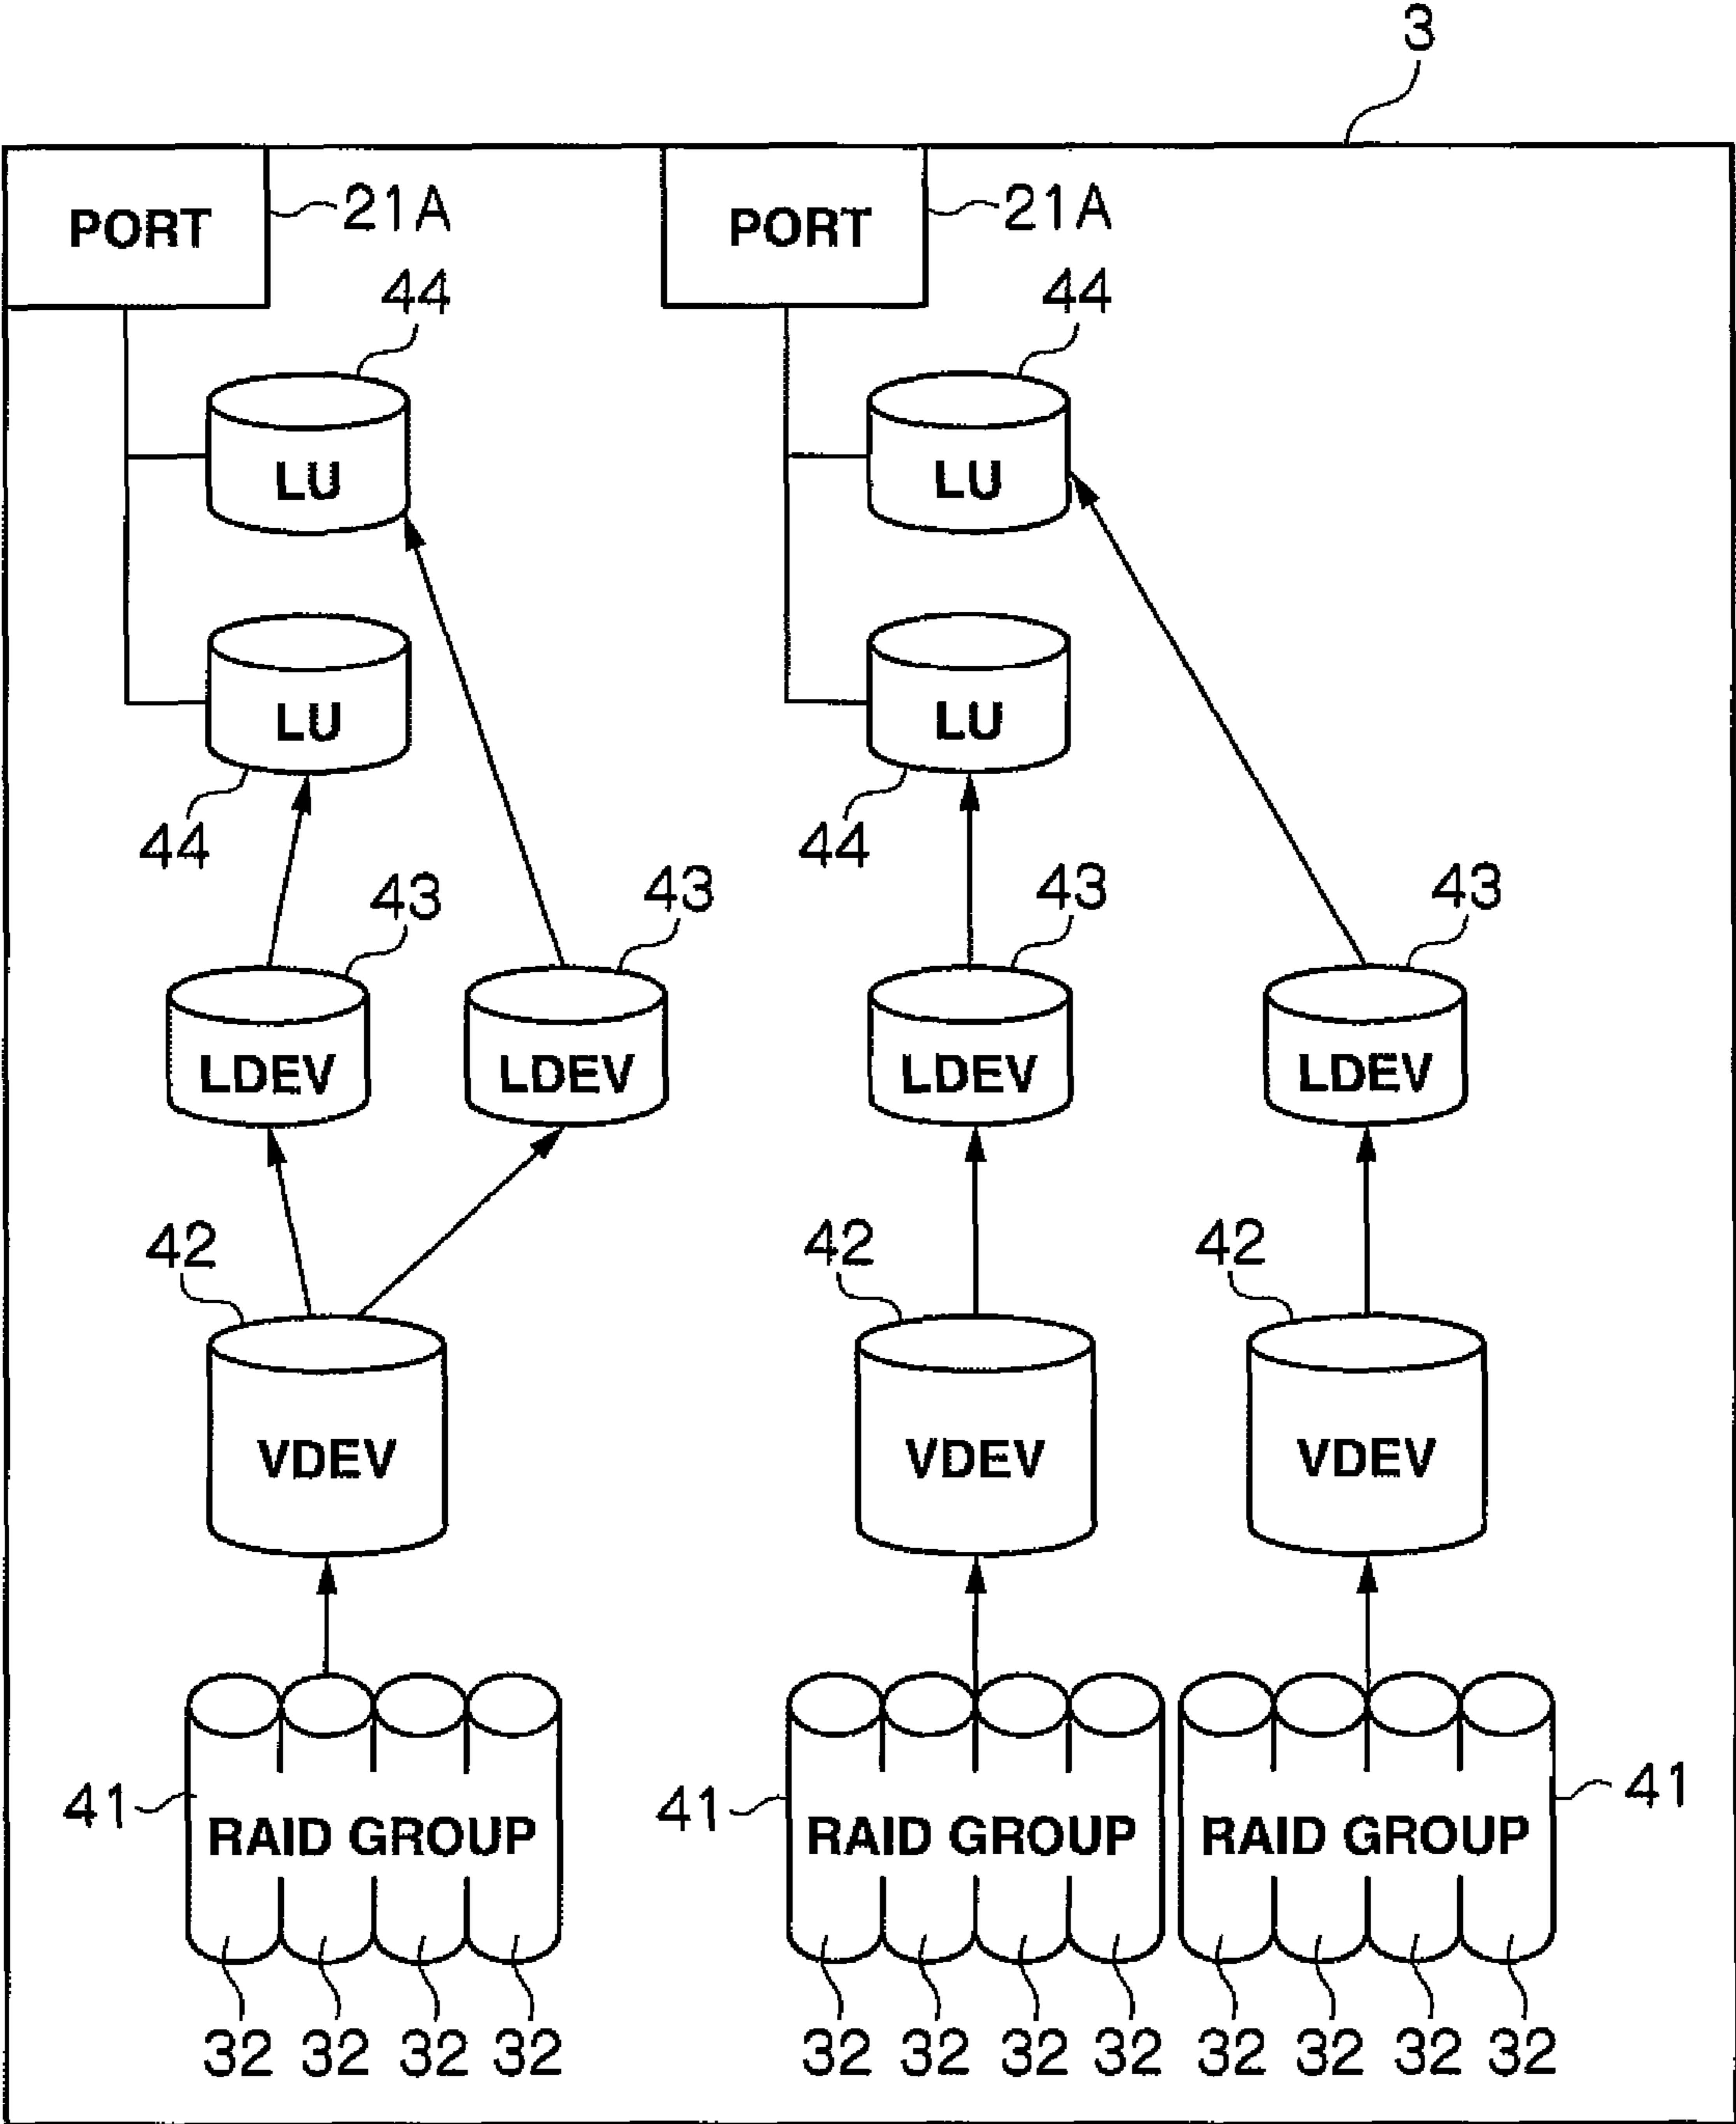 3
PORT 21A PORT 21A
44 44
LU LU
LU LU
44 44
43 43 43 43
LDEV LDEV LDEV LDEV
42 42 42
VDEV VDEV VDEV
41 RAID GROUP 41 RAID GROUP RAID GROUP 41
32 32 32 32 32 32 32 32 32 32 32 32